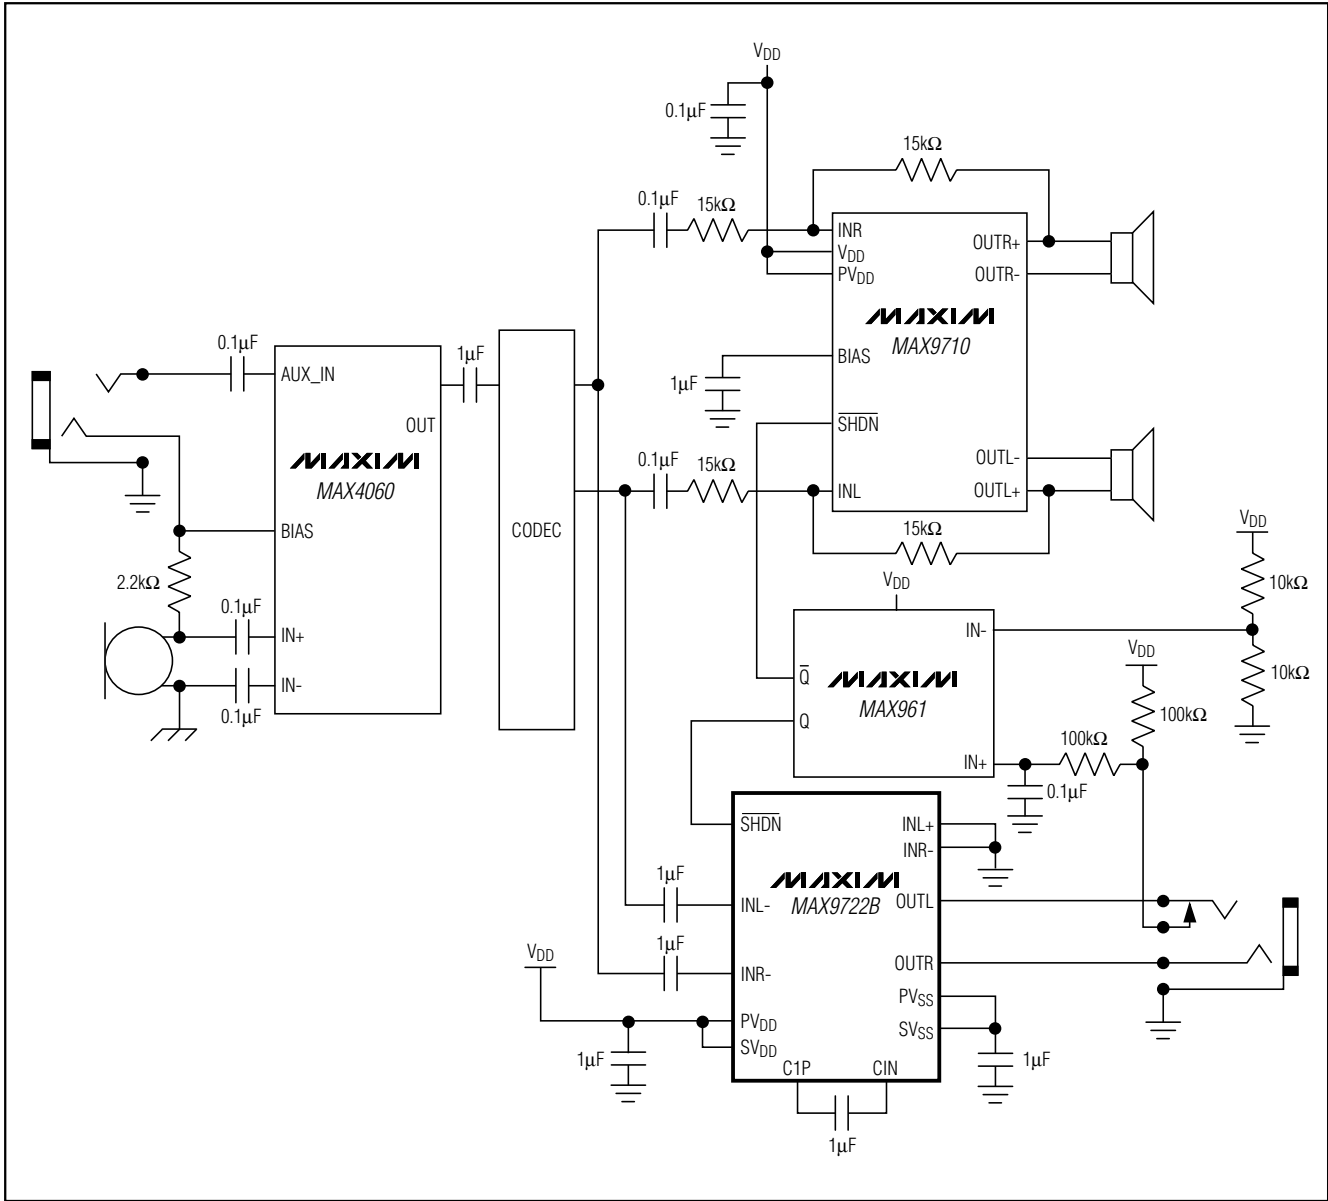 VDD
0.1µF
15kΩ
0.1µF
15kΩ
INR
VDD
PVDD
OUTR+
OUTR-
MAXIM
MAX9710
BIAS
1µF
SHDN
OUTL-
OUTL+
INL
0.1µF
15kΩ
15kΩ
0.1µF
AUX_IN
OUT
1µF
MAXIM
MAX4060
BIAS
2.2kΩ
0.1µF
IN+
IN-
0.1µF
CODEC
VDD
IN-
Q
MAXIM
MAX961
Q
IN+
VDD
10kΩ
10kΩ
VDD
100kΩ
100kΩ
0.1µF
SHDN
INL+
INR-
MAXIM
MAX9722B
1µF
INL-
OUTL
1µF
INR-
OUTR
VDD
PVDD
SVDD
PVSS
SVSS
1µF
1µF
C1P
CIN
1µF